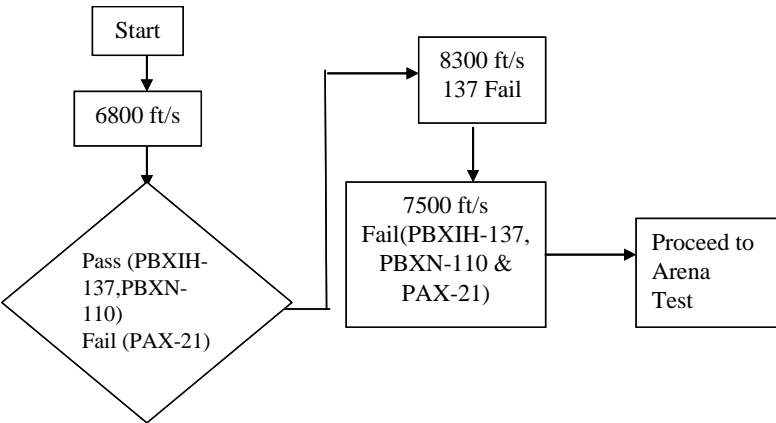 Start
6800 ft/s
Pass (PBXIH-
137,PBXN-
110)
Fail (PAX-21)
8300 ft/s
137 Fail
7500 ft/s
Fail(PBXIH-137,
PBXN-110 &
PAX-21)
Proceed to
Arena
Test